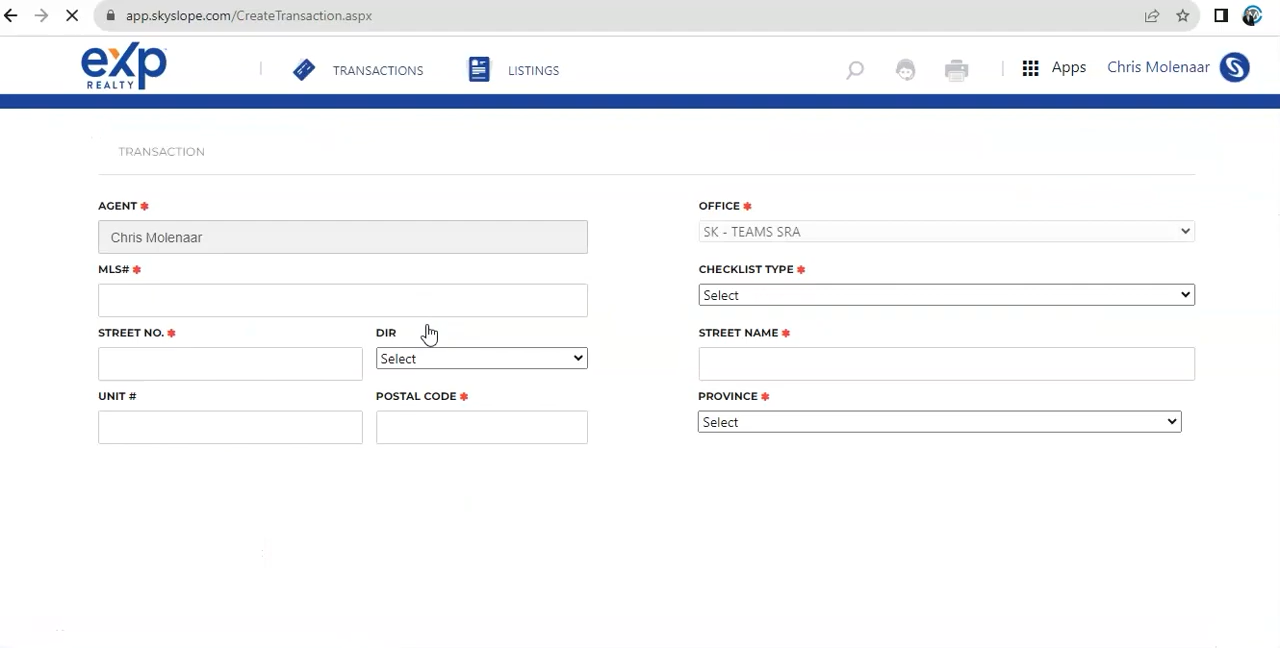 app.skyslope.com/CreateTransaction.aspx
eXp
REALTY
TRANSACTIONS
LISTINGS
Apps
Chris Molenaar
TRANSACTION
AGENT *
OFFICE *
Chris Molenaar
SK - TEAMS SRA
MLS# *
CHECKLIST TYPE *
Select
STREET NO. *
DIR
STREET NAME *
Select
UNIT #
POSTAL CODE *
PROVINCE *
Select